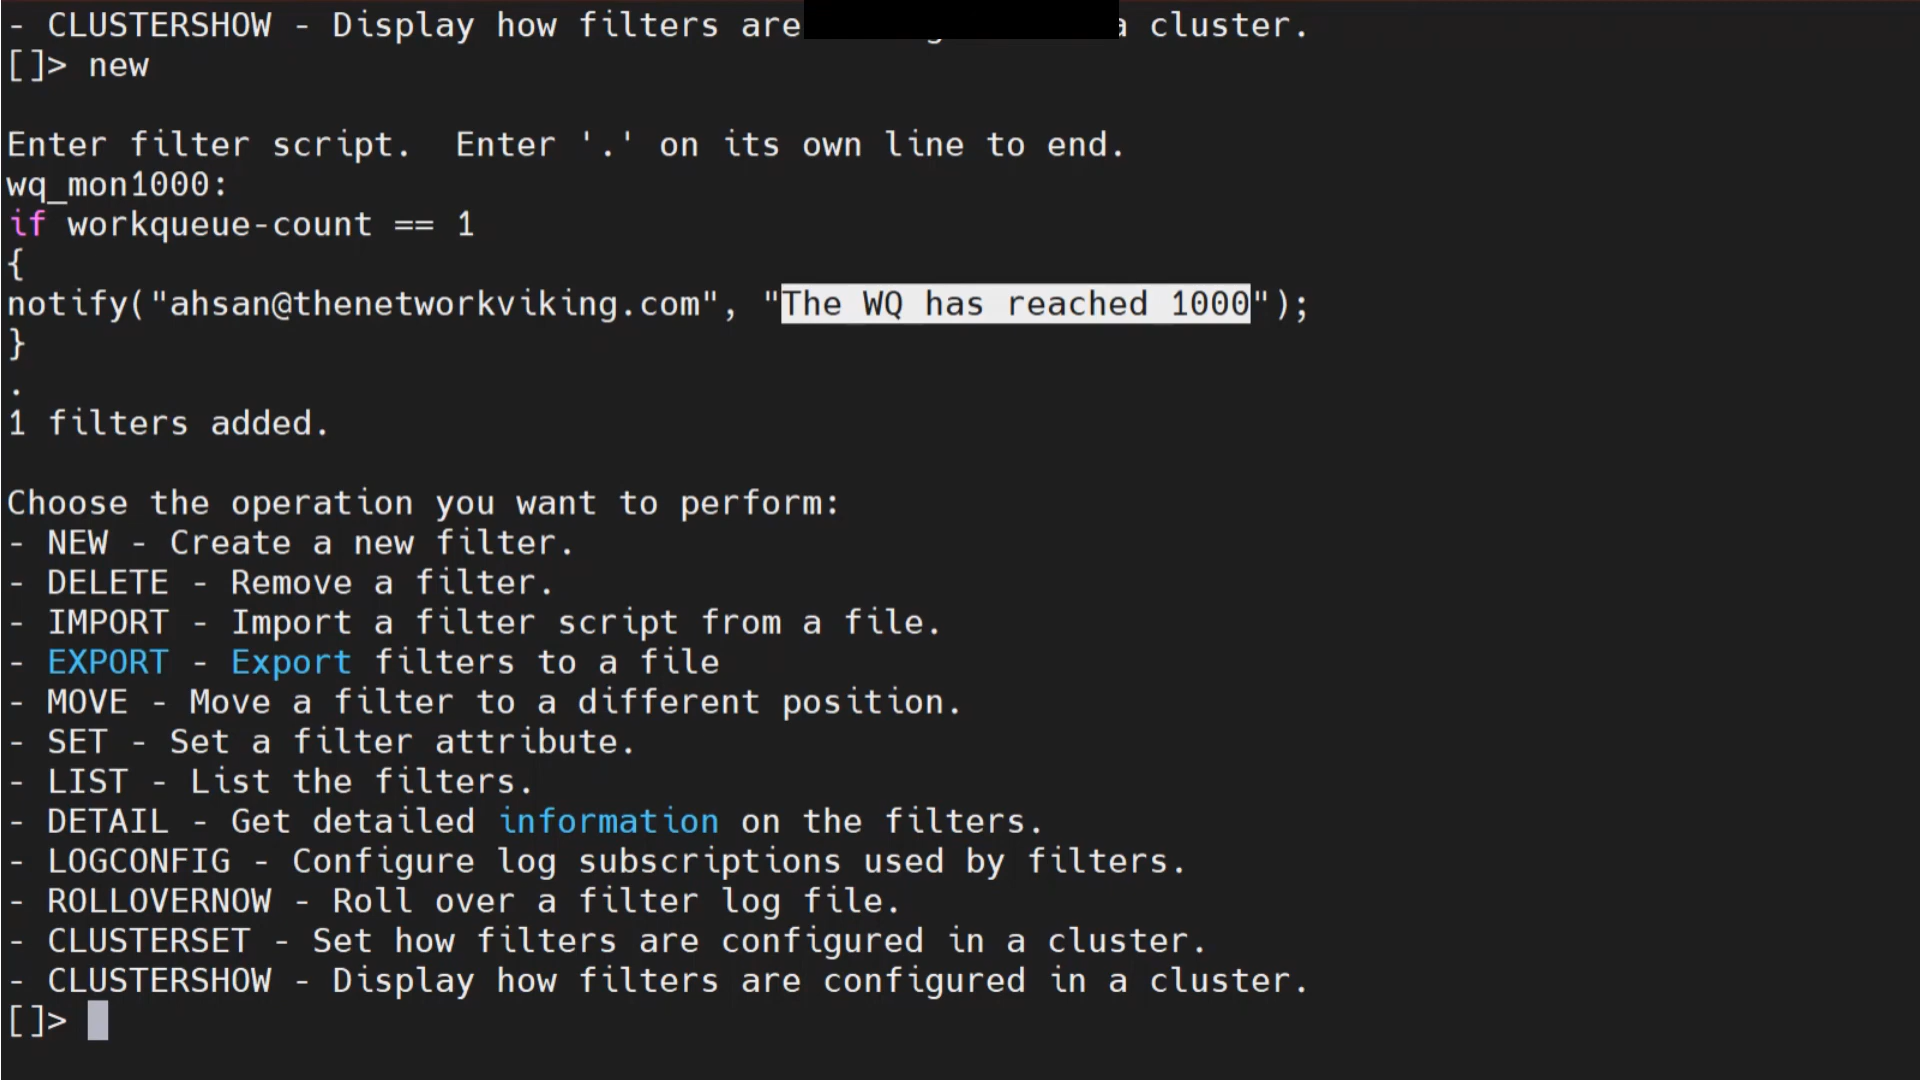 - CLUSTERSHOW - Display how filters are a cluster.
[]> new
Enter filter script.  Enter '.' on its own line to end.
wq_mon1000:
if workqueue-count == 1
{
notify("ahsan@thenetworkviking.com", "The WQ has reached 1000");
}
.
1 filters added.
Choose the operation you want to perform:
- NEW - Create a new filter.
- DELETE - Remove a filter.
- IMPORT - Import a filter script from a file.
- EXPORT - Export filters to a file
- MOVE - Move a filter to a different position.
- SET - Set a filter attribute.
- LIST - List the filters.
- DETAIL - Get detailed information on the filters.
- LOGCONFIG - Configure log subscriptions used by filters.
- ROLLOVERNOW - Roll over a filter log file.
- CLUSTERSET - Set how filters are configured in a cluster.
- CLUSTERSHOW - Display how filters are configured in a cluster.
[]>